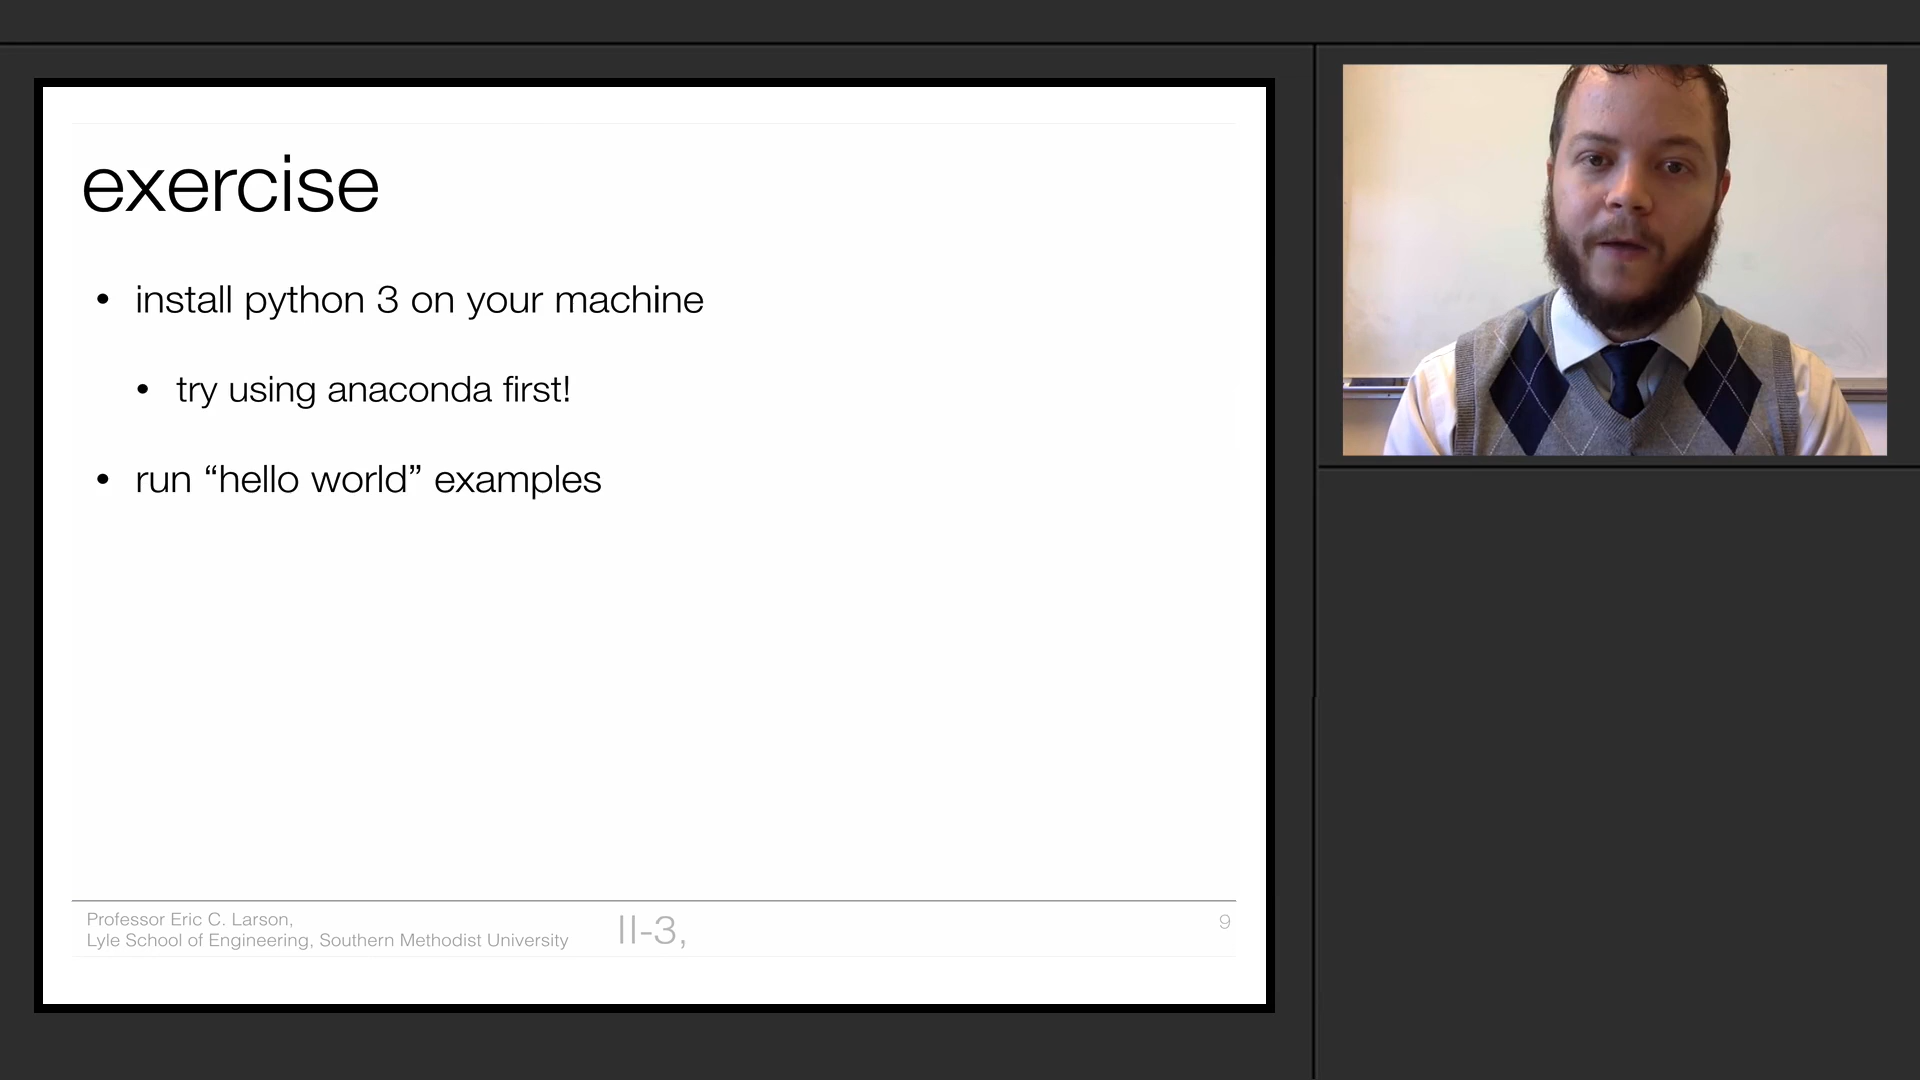 exercise
• install python 3 on your machine
• try using anaconda first!
• run “hello world” examples
Professor Eric C. Larson,
Lyle School of Engineering, Southern Methodist University
II-3,
9